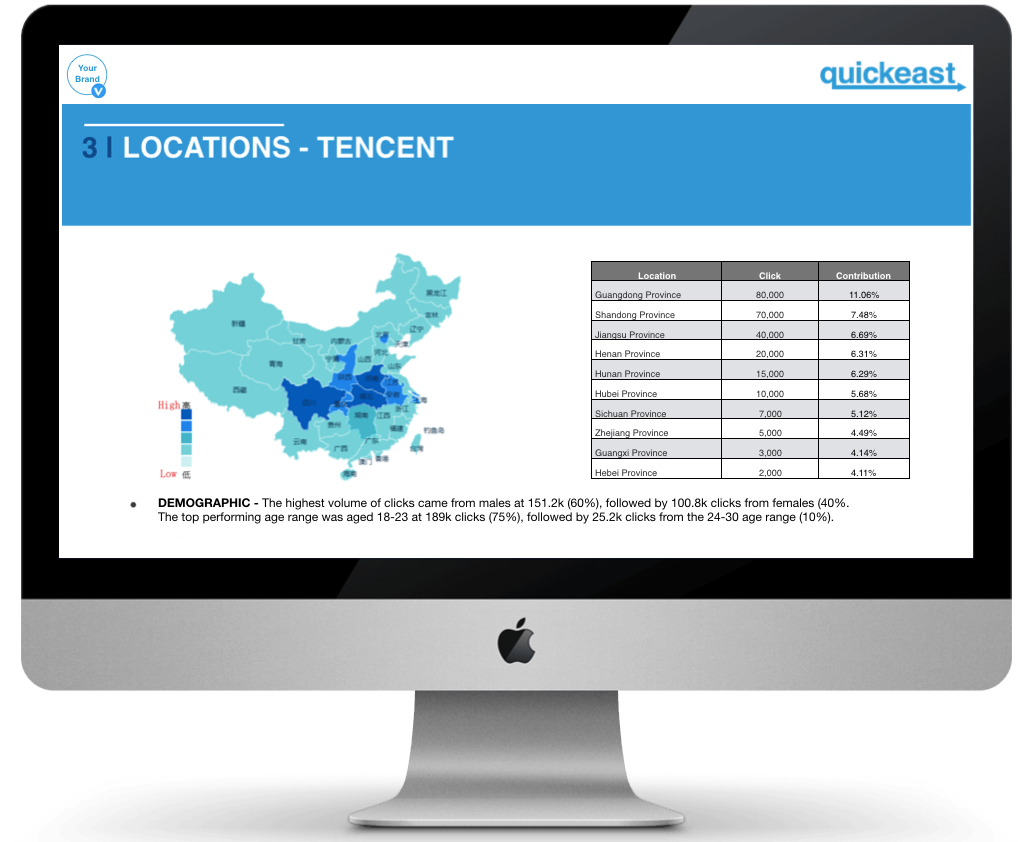 Your
Brand
V
quickeast
3 | LOCATIONS - TENCENT
黑龙江
吉林
辽宁
新疆
甘肃
内蒙古
北京
天津
河北
宁夏
山西
山东
青海
陕西
江苏
西藏
四川
安徽
上海
湖北
浙江
湖南
江西
贵州
福建
钓鱼岛
云南
广西
广东
台湾
澳门
香港
海南
High 高
Low 低
Location Click Contribution
Guangdong Province 80,000 11.06%
Shandong Province 70,000 7.48%
Jiangsu Province 40,000 6.69%
Henan Province 20,000 6.31%
Hunan Province 15,000 6.29%
Hubei Province 10,000 5.68%
Sichuan Province 7,000 5.12%
Zhejiang Province 5,000 4.49%
Guangxi Province 3,000 4.14%
Hebei Province 2,000 4.11%
• DEMOGRAPHIC - The highest volume of clicks came from males at 151.2k (60%), followed by 100.8k clicks from females (40%.
The top performing age range was aged 18-23 at 189k clicks (75%), followed by 25.2k clicks from the 24-30 age range (10%).